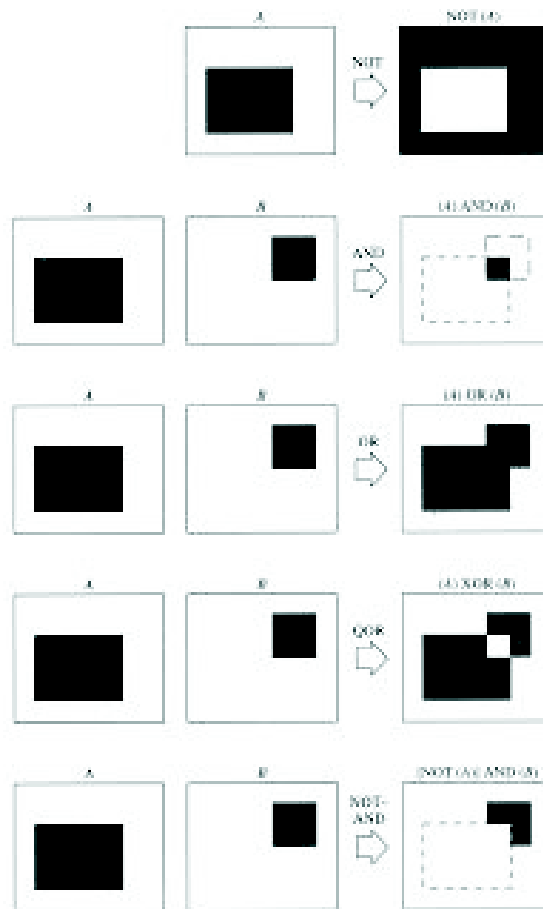 A NOT (A)
NOT
A B (A) AND (B)
AND
A B (A) OR (B)
OR
A B (A) XOR (B)
XOR
A B [NOT (A)] AND (B)
NOT-
AND